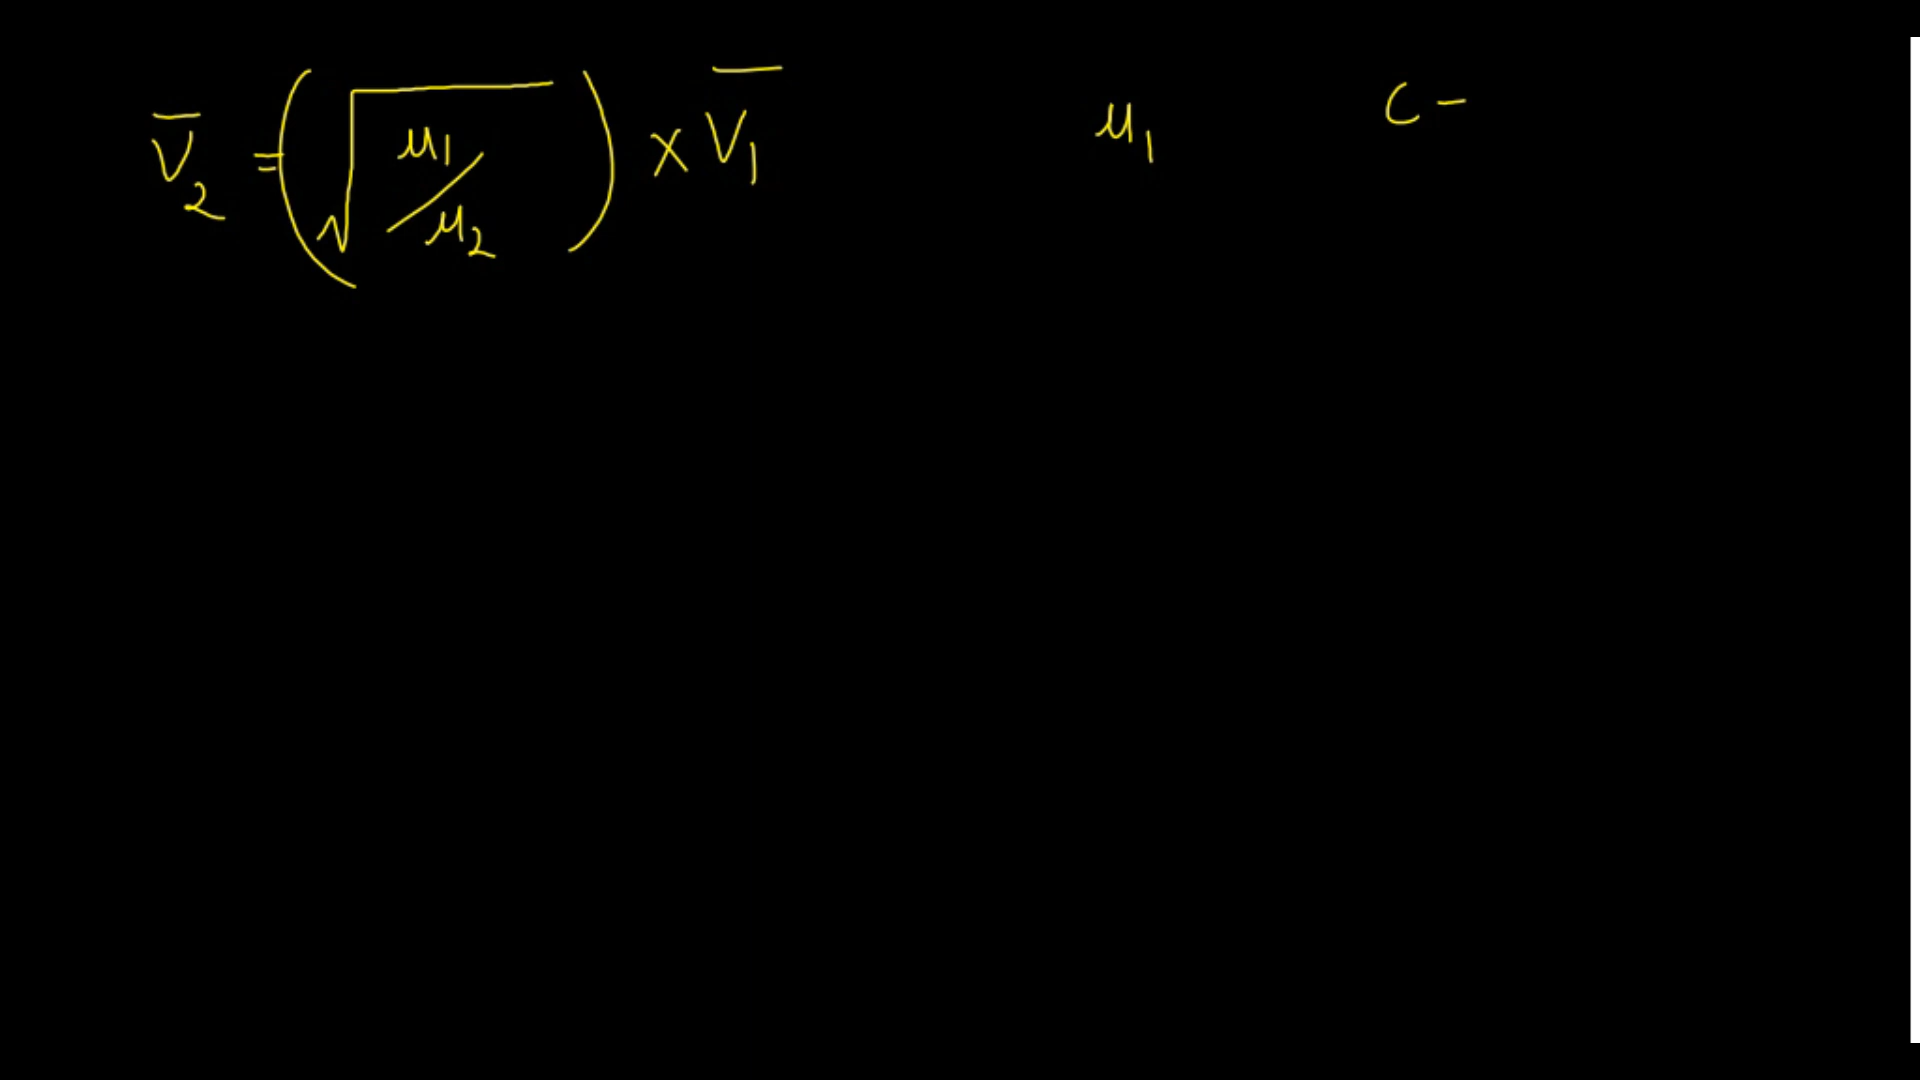 V̅₂ = (√(μ₁/μ₂)) × V̅₁ μ₁ C –